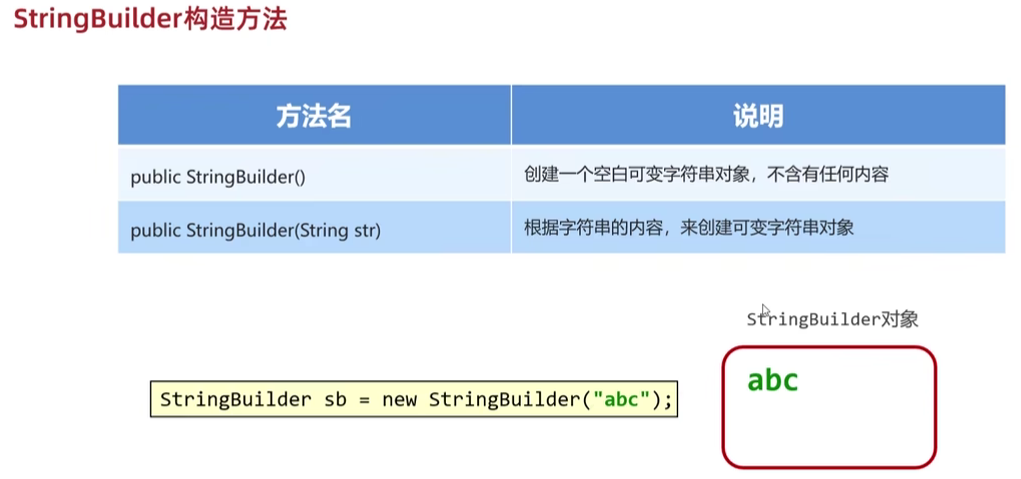 StringBuilder构造方法
方法名 说明
public StringBuilder() 创建一个空白可变字符串对象，不含有任何内容
public StringBuilder(String str) 根据字符串的内容，来创建可变字符串对象
StringBuilder对象
abc
StringBuilder sb = new StringBuilder("abc");